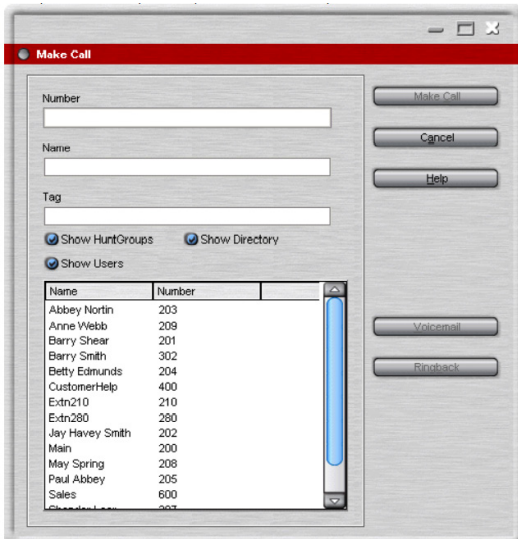 Make Call
Number
Make Call
Cancel
Name
Help
Tag
Show HuntGroups
Show Directory
Show Users
Name Number
Abbey Nortin 203
Anne Webb 209
Barry Shear 201
Barry Smith 302
Betty Edmunds 204
CustomerHelp 400
Extn210 210
Extn280 280
Jay Havey Smith 202
Main 200
May Spring 208
Paul Abbey 205
Sales 600
Voicemail
Ringback